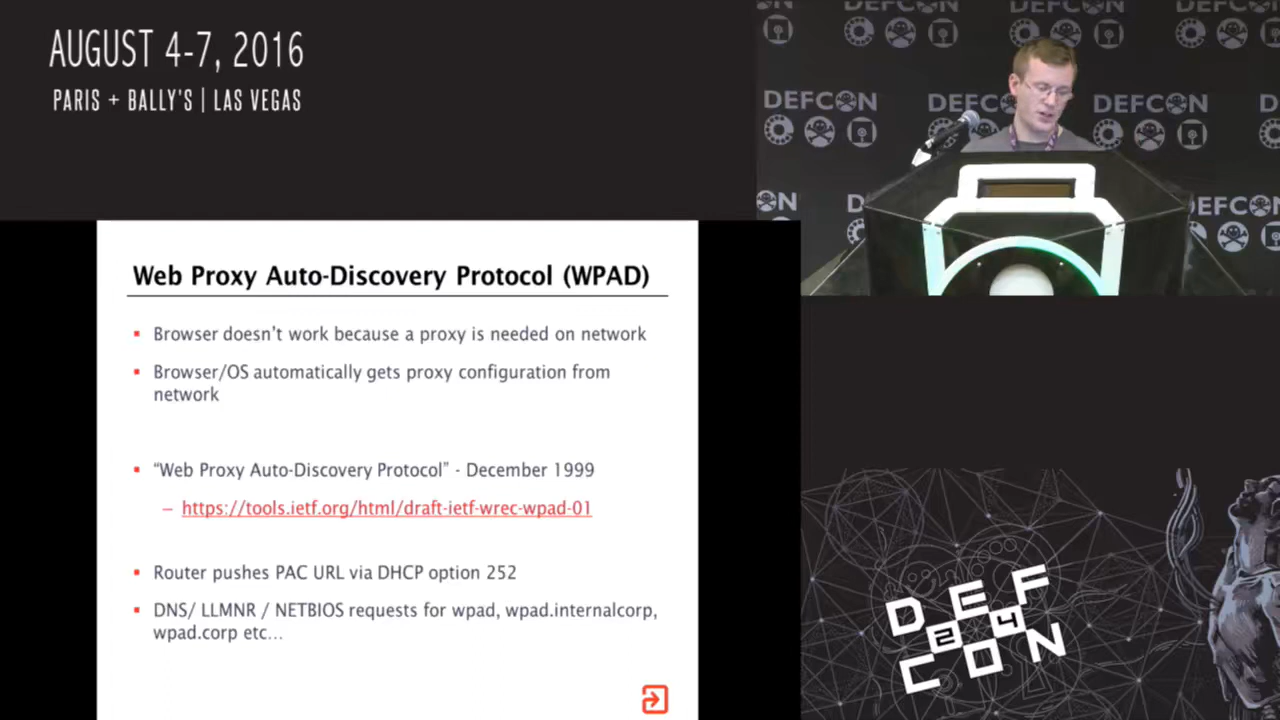 AUGUST 4-7, 2016
PARIS + BALLY'S | LAS VEGAS
DEFCON
DEFCON
DEFCON
Web Proxy Auto-Discovery Protocol (WPAD)
Browser doesn't work because a proxy is needed on network
Browser/OS automatically gets proxy configuration from
network
“Web Proxy Auto-Discovery Protocol” - December 1999
– https://tools.ietf.org/html/draft-ietf-wrec-wpad-01
Router pushes PAC URL via DHCP option 252
DNS/ LLMNR / NETBIOS requests for wpad, wpad.internalcorp,
wpad.corp etc…
DEF
24
CON